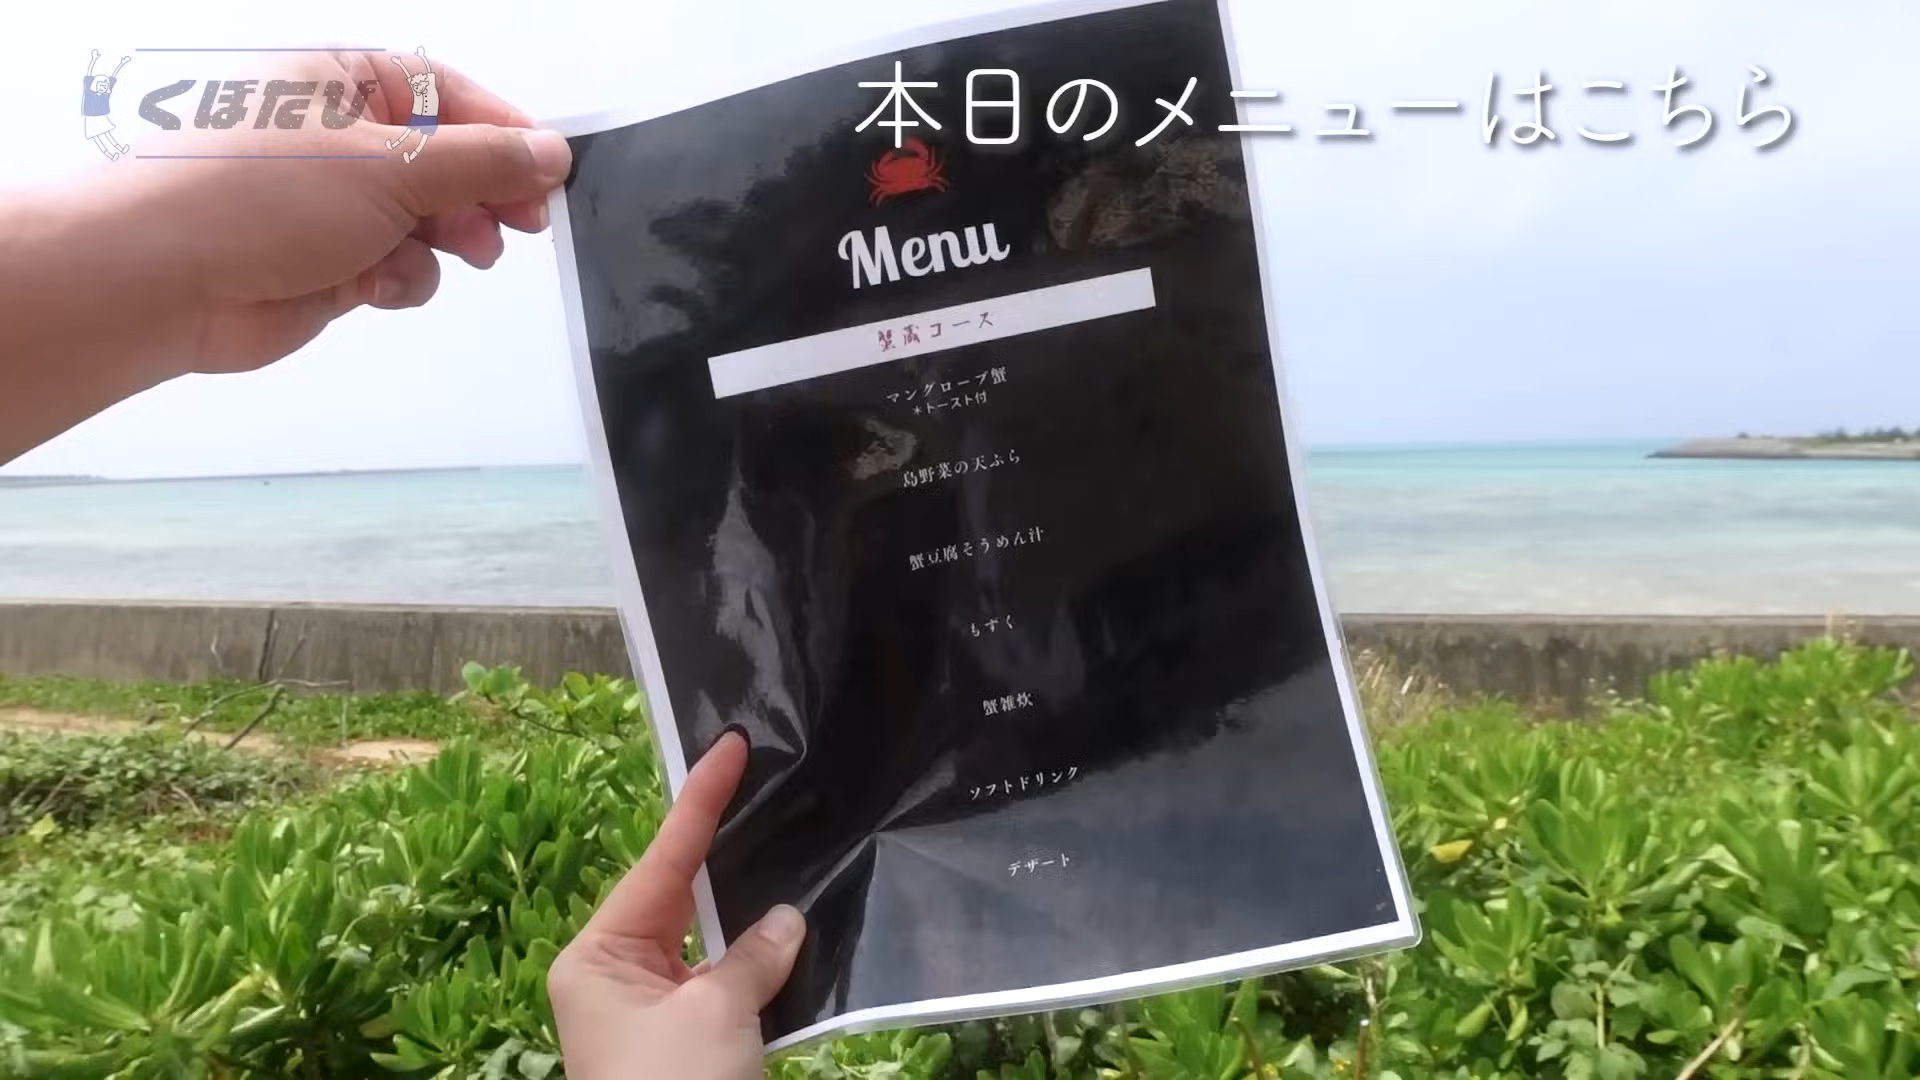 くぼたび
本日のメニューはこちら
Menu
蟹蔵コース
マングローブ蟹
*トースト付
島野菜の天ぷら
蟹豆腐そうめん汁
もずく
蟹雑炊
ソフトドリンク
デザート